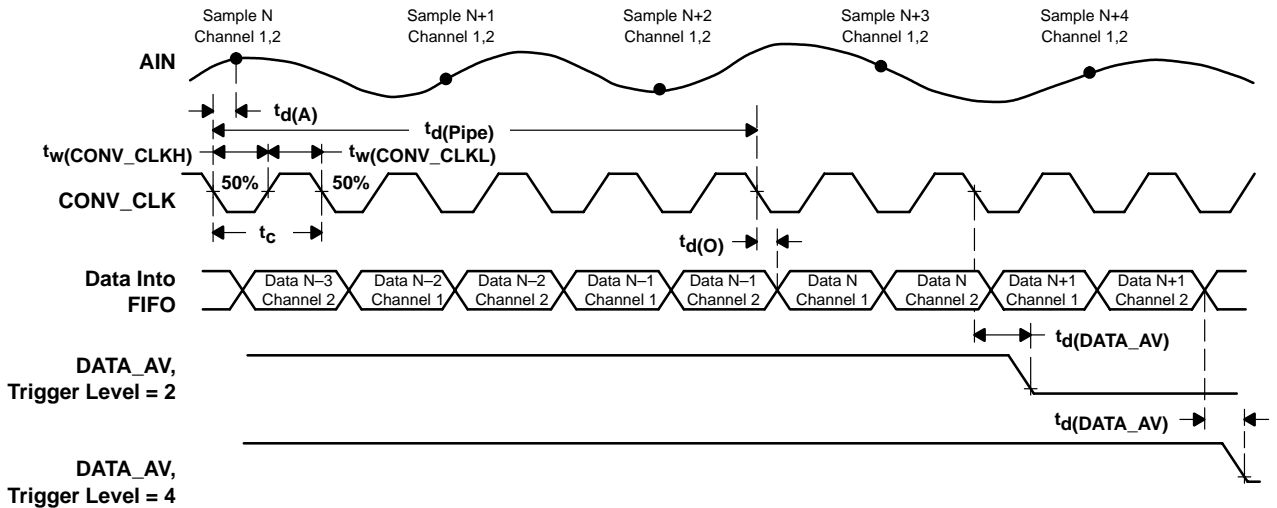 Sample N
Channel 1,2
Sample N+1
Channel 1,2
Sample N+2
Channel 1,2
Sample N+3
Channel 1,2
Sample N+4
Channel 1,2
AIN
td(A)
td(Pipe)
tw(CONV_CLKH)
tw(CONV_CLKL)
50%
50%
CONV_CLK
tc
td(O)
Data Into
FIFO
Data N–3
Channel 2
Data N–2
Channel 1
Data N–2
Channel 2
Data N–1
Channel 1
Data N–1
Channel 2
Data N
Channel 1
Data N
Channel 2
Data N+1
Channel 1
Data N+1
Channel 2
td(DATA_AV)
DATA_AV,
Trigger Level = 2
td(DATA_AV)
DATA_AV,
Trigger Level = 4